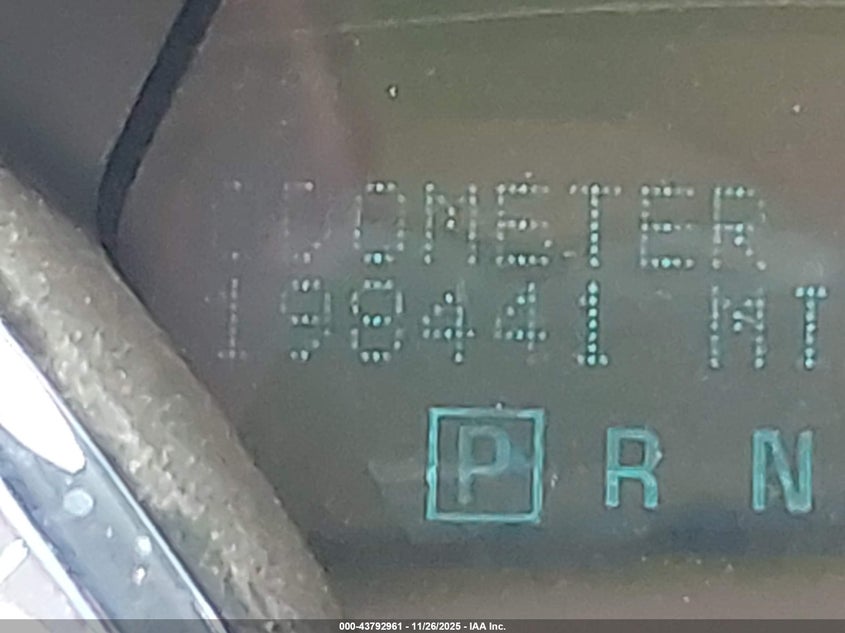 ODOMETER
198441 MI
P R N
000-43792961 - 11/26/2025 - IAA Inc.